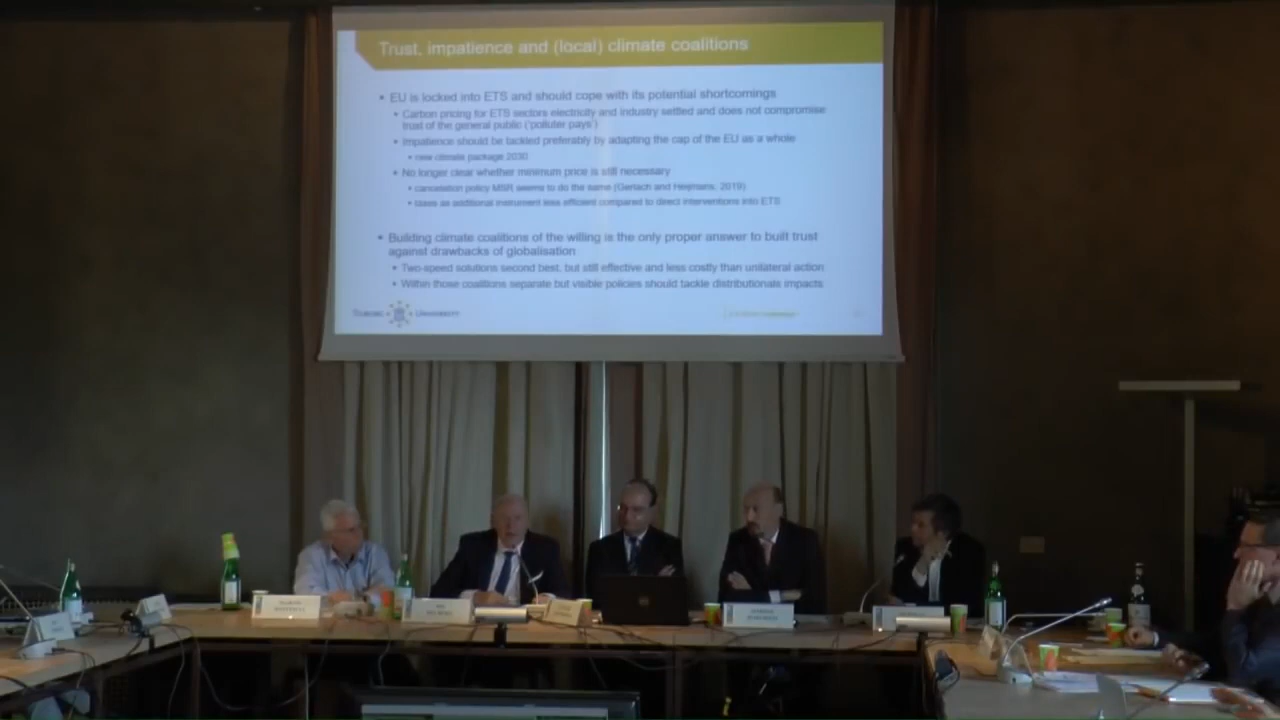 Trust, impatience and (local) climate coalitions
• EU is locked into ETS and should cope with its potential shortcomings
• Carbon pricing for ETS sectors electricity and industry settled and does not compromise
trust of the general public ('polluter pays')
• Impatience should be tackled preferably by adapting the cap of the EU as a whole
• new climate package 2030
• No longer clear whether minimum price is still necessary
• cancelation policy MSR seems to do the same (Gerlach and Heijmans, 2019)
• taxes as additional instrument less efficient compared to direct interventions into ETS
• Building climate coalitions of the willing is the only proper answer to built trust
against drawbacks of globalisation
• Two-speed solutions second best, but still effective and less costly than unilateral action
• Within those coalitions separate but visible policies should tackle distributionals impacts
Tilburg University